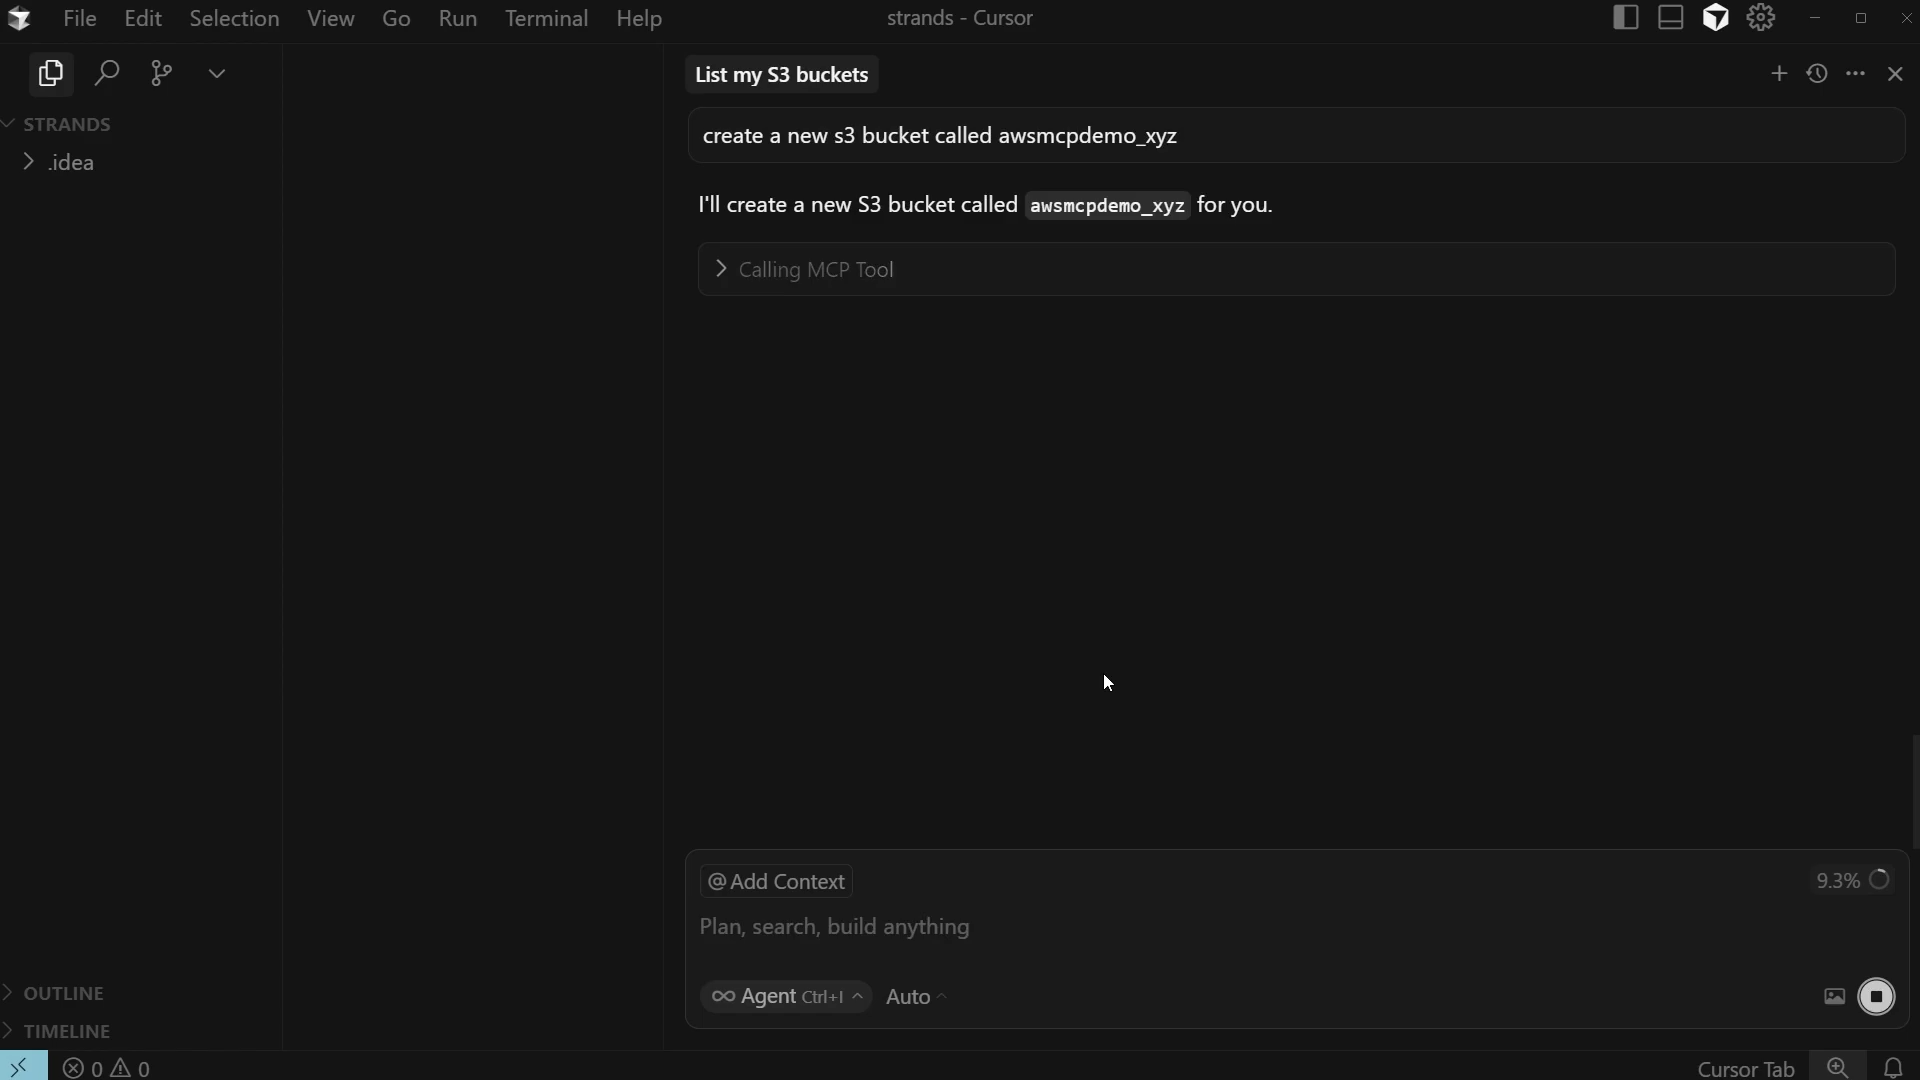 File Edit Selection View Go Run Terminal Help
strands - Cursor
STRANDS
.idea
OUTLINE
TIMELINE
List my S3 buckets
create a new s3 bucket called awsmcpdemo_xyz
I'll create a new S3 bucket called awsmcpdemo_xyz for you.
Calling MCP Tool
@ Add Context
9.3%
Plan, search, build anything
Agent Ctrl+I Auto
0 0
Cursor Tab